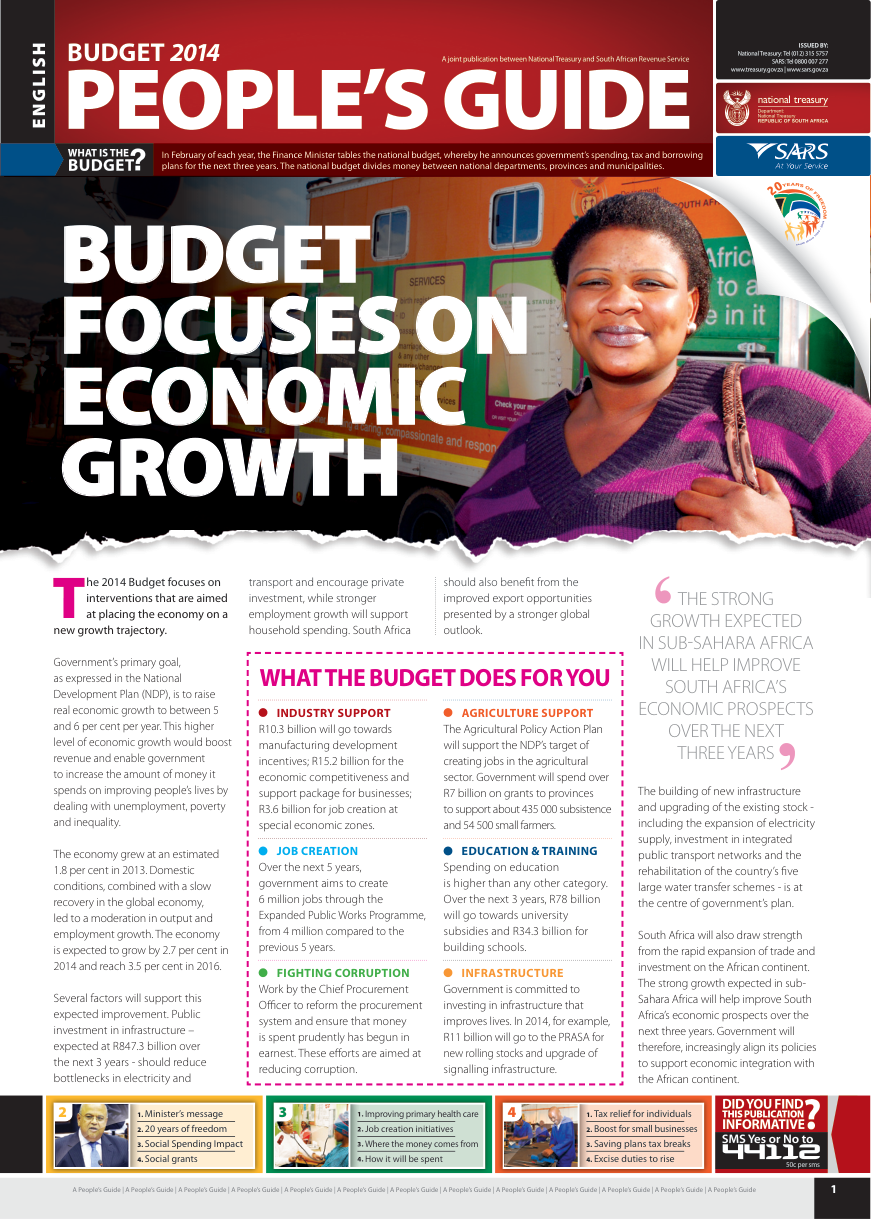 ENGLISH
BUDGET 2014
A joint publication between National Treasury and South African Revenue Service
PEOPLE'S GUIDE
ISSUED BY:
National Treasury: Tel (012) 315 5757
SARS: Tel 0800 007 277
www.treasury.gov.za | www.sars.gov.za
national treasury
Department:
National Treasury
REPUBLIC OF SOUTH AFRICA
WHAT IS THE
BUDGET?
In February of each year, the Finance Minister tables the national budget, whereby he announces government's spending, tax and borrowing
plans for the next three years. The national budget divides money between national departments, provinces and municipalities.
SARS
At Your Service
20 YEARS OF FREEDOM
SOUTH AFR
SERVICES
STATUS?
& any other
Check your ma
caring, compassionate and respon
Afric
to a
e in it
BUDGET
FOCUSES ON
ECONOMIC
GROWTH
The 2014 Budget focuses on
interventions that are aimed
at placing the economy on a
new growth trajectory.
Government's primary goal,
as expressed in the National
Development Plan (NDP), is to raise
real economic growth to between 5
and 6 per cent per year. This higher
level of economic growth would boost
revenue and enable government
to increase the amount of money it
spends on improving people's lives by
dealing with unemployment, poverty
and inequality.
The economy grew at an estimated
1.8 per cent in 2013. Domestic
conditions, combined with a slow
recovery in the global economy,
led to a moderation in output and
employment growth. The economy
is expected to grow by 2.7 per cent in
2014 and reach 3.5 per cent in 2016.
Several factors will support this
expected improvement. Public
investment in infrastructure –
expected at R847.3 billion over
the next 3 years - should reduce
bottlenecks in electricity and
transport and encourage private
investment, while stronger
employment growth will support
household spending. South Africa
should also benefit from the
improved export opportunities
presented by a stronger global
outlook.
WHAT THE BUDGET DOES FOR YOU
INDUSTRY SUPPORT
R10.3 billion will go towards
manufacturing development
incentives; R15.2 billion for the
economic competitiveness and
support package for businesses;
R3.6 billion for job creation at
special economic zones.
JOB CREATION
Over the next 5 years,
government aims to create
6 million jobs through the
Expanded Public Works Programme,
from 4 million compared to the
previous 5 years.
FIGHTING CORRUPTION
Work by the Chief Procurement
Officer to reform the procurement
system and ensure that money
is spent prudently has begun in
earnest. These efforts are aimed at
reducing corruption.
AGRICULTURE SUPPORT
The Agricultural Policy Action Plan
will support the NDP's target of
creating jobs in the agricultural
sector. Government will spend over
R7 billion on grants to provinces
to support about 435 000 subsistence
and 54 500 small farmers.
EDUCATION & TRAINING
Spending on education
is higher than any other category.
Over the next 3 years, R78 billion
will go towards university
subsidies and R34.3 billion for
building schools.
INFRASTRUCTURE
Government is committed to
investing in infrastructure that
improves lives. In 2014, for example,
R11 billion will go to the PRASA for
new rolling stocks and upgrade of
signalling infrastructure.
‘ THE STRONG
GROWTH EXPECTED
IN SUB-SAHARA AFRICA
WILL HELP IMPROVE
SOUTH AFRICA'S
ECONOMIC PROSPECTS
OVER THE NEXT
THREE YEARS ’
The building of new infrastructure
and upgrading of the existing stock -
including the expansion of electricity
supply, investment in integrated
public transport networks and the
rehabilitation of the country's five
large water transfer schemes - is at
the centre of government's plan.
South Africa will also draw strength
from the rapid expansion of trade and
investment on the African continent.
The strong growth expected in sub-
Sahara Africa will help improve South
Africa's economic prospects over the
next three years. Government will
therefore, increasingly align its policies
to support economic integration with
the African continent.
2
1. Minister's message
2. 20 years of freedom
3. Social Spending Impact
4. Social grants
3
1. Improving primary health care
2. Job creation initiatives
3. Where the money comes from
4. How it will be spent
4
1. Tax relief for individuals
2. Boost for small businesses
3. Saving plans tax breaks
4. Excise duties to rise
DID YOU FIND
THIS PUBLICATION
INFORMATIVE?
SMS Yes or No to
44112
50c per sms
A People's Guide | A People's Guide | A People's Guide | A People's Guide | A People's Guide | A People's Guide | A People's Guide | A People's Guide | A People's Guide | A People's Guide | A People's Guide | A People's Guide | A People's Guide
1